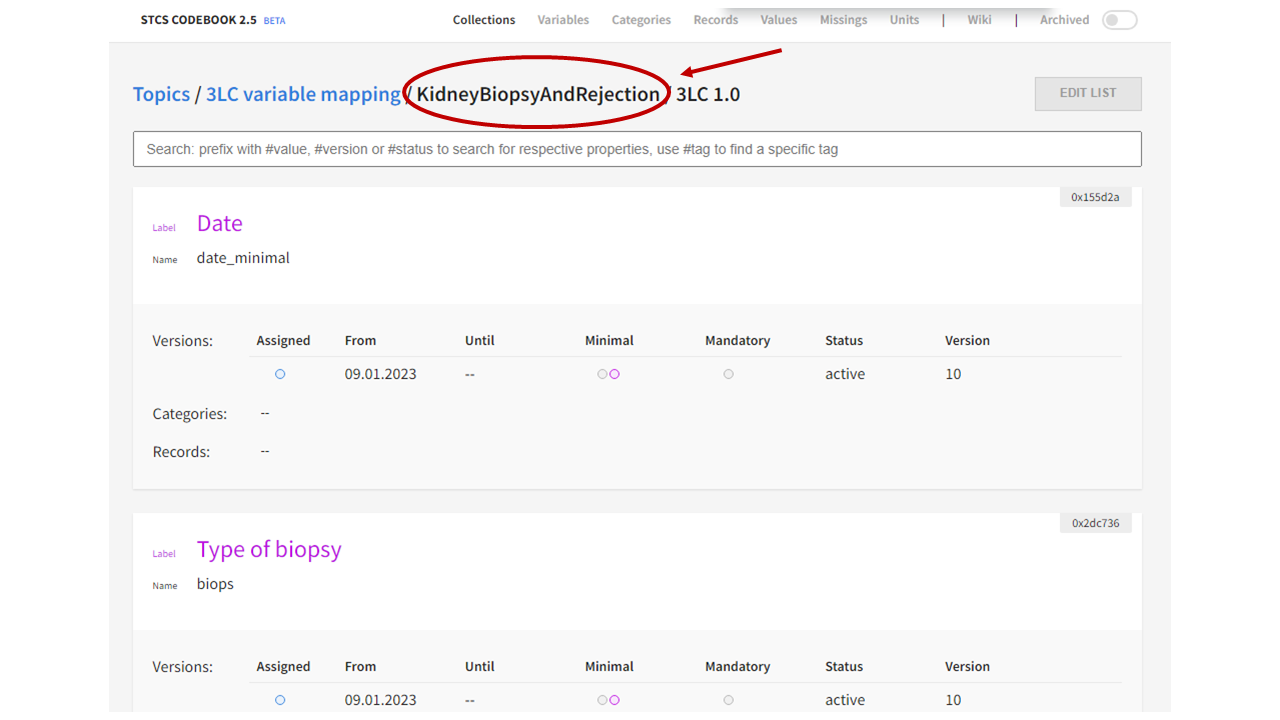 STCS CODEBOOK 2.5 BETA Collections Variables Categories Records Values Missings Units | Wiki | Archived
Topics / 3LC variable mapping / KidneyBiopsyAndRejection / 3LC 1.0 EDIT LIST
Search: prefix with #value, #version or #status to search for respective properties, use #tag to find a specific tag
0x155d2a
Label Date
Name date_minimal
Versions: Assigned From Until Minimal Mandatory Status Version
09.01.2023 -- active 10
Categories: --
Records: --
0x2dc736
Label Type of biopsy
Name biops
Versions: Assigned From Until Minimal Mandatory Status Version
09.01.2023 -- active 10